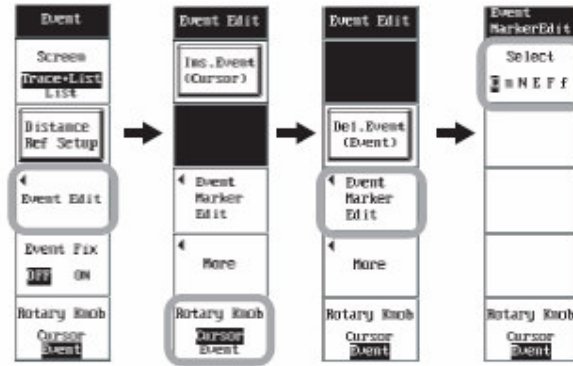 Event
Screen
Trace+List
List
Distance
Ref Setup
Event Edit
Event Fix
OFF ON
Rotary Knob
Cursor
Event
Event Edit
Ins.Event
(Cursor)
Event
Marker
Edit
More
Rotary Knob
Cursor
Event
Event Edit
Del.Event
(Event)
Event
Marker
Edit
More
Rotary Knob
Cursor
Event
Event
MarkerEdit
Select
m N E F f
Rotary Knob
Cursor
Event